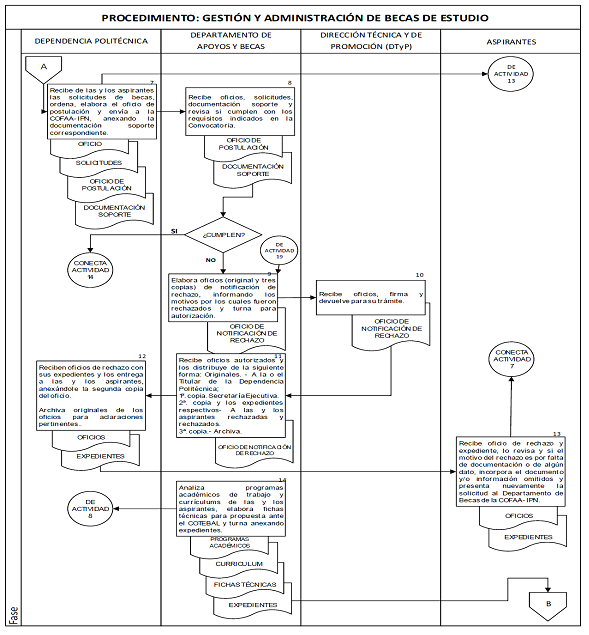 PROCEDIMIENTO: GESTIÓN Y ADMINISTRACIÓN DE BECAS DE ESTUDIO
DEPENDENCIA POLITÉCNICA
DEPARTAMENTO DE
APOYOS Y BECAS
DIRECCIÓN TÉCNICA Y DE
PROMOCIÓN (DTyP)
ASPIRANTES
A
7
Recibe de las y los aspirantes
las solicitudes de becas,
ordena, elabora el oficio de
postulación y envía a la
COFAA-IPN, anexando la
documentación soporte
correspondiente.
OFICIO
SOLICITUDES
OFICIO DE
POSTULACIÓN
DOCUMENTACIÓN
SOPORTE
8
Recibe oficios, solicitudes,
documentación soporte y
revisa si cumplen con los
requisitos indicados en la
Convocatoria.
OFICIO DE
POSTULACIÓN
DOCUMENTACIÓN
SOPORTE
DE
ACTIVIDAD
13
¿CUMPLEN?
SI
NO
CONECTA
ACTIVIDAD
14
DE
ACTIVIDAD
19
9
Elabora oficios (original y tres
copias) de notificación de
rechazo, informando los
motivos por los cuales fueron
rechazados y turna para
autorización.
OFICIO DE
NOTIFICACIÓN DE
RECHAZO
10
Recibe oficios, firma y
devuelve para su trámite.
OFICIO DE
NOTIFICACIÓN DE
RECHAZO
11
Recibe oficios autorizados y
los distribuye de la siguiente
forma: Originales. - A la o el
Titular de la Dependencia
Politécnica;
1ª. copia. Secretaría Ejecutiva.
2ª. copia y los expedientes
respectivos- A las y los
aspirantes rechazadas y
rechazados.
3ª. copia.- Archivo.
OFICIO DE NOTIFICACIÓN
DE RECHAZO
12
Reciben oficios de rechazo con
sus expedientes y los entrega
a las y los aspirantes,
anexándole la segunda copia
del oficio.
Archiva originales de los
oficios para aclaraciones
pertinentes..
OFICIOS
EXPEDIENTES
CONECTA
ACTIVIDAD
7
13
Recibe oficio de rechazo y
expediente, lo revisa y si el
motivo del rechazo es por falta
de documentación o de algún
dato, incorpora el documento
y/o información omitidos y
presenta nuevamente la
solicitud al Departamento de
Becas de la COFAA-IPN.
OFICIOS
EXPEDIENTES
14
Analiza programas
académicos de trabajo y
currículums de las y los
aspirantes, elabora fichas
técnicas para propuesta ante
el COTEBAL y turna anexando
expedientes.
PROGRAMAS
ACADÉMICOS
CURRICULUM
FICHAS TÉCNICAS
EXPEDIENTES
DE
ACTIVIDAD
8
B
Fase